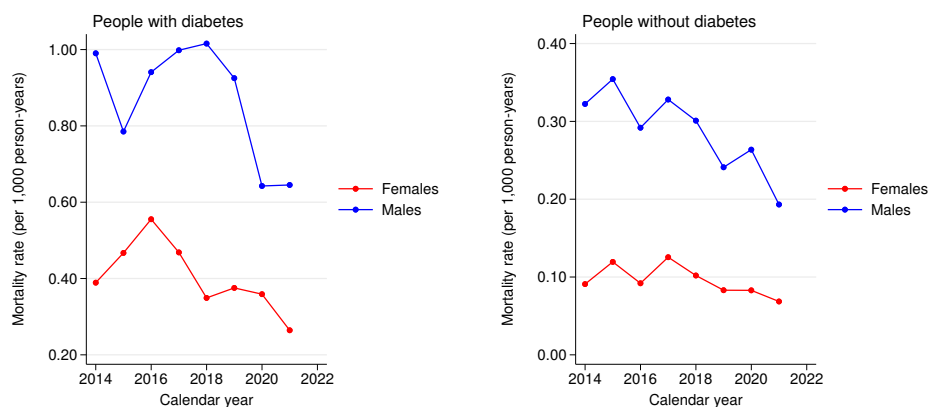 People with diabetes
Mortality rate (per 1,000 person-years)
1.00
0.80
0.60
0.40
0.20
2014 2016 2018 2020 2022
Calendar year
Females
Males
People without diabetes
Mortality rate (per 1,000 person-years)
0.40
0.30
0.20
0.10
0.00
2014 2016 2018 2020 2022
Calendar year
Females
Males